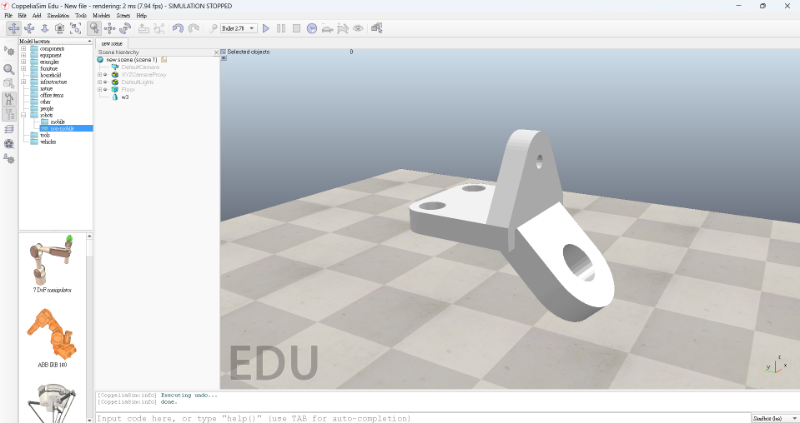 CoppeliaSim Edu - New file - rendering: 2 ms (7.94 fps) - SIMULATION STOPPED
File Edit Add Simulation Tools Modules Scenes Help
Bullet 2.78
Model browser
components
equipment
examples
furniture
household
infrastructure
nature
office items
other
people
robots
mobile
non-mobile
tools
vehicles
7 DoF manipulator
ABB IRB 140
new scene
Scene hierarchy
new scene (scene 1)
DefaultCamera
XYZCameraProxy
DefaultLights
Floor
w3
Selected objects 0
EDU
z
y x
[CoppeliaSim:info] Executing undo...
[CoppeliaSim:info] done.
Input code here, or type "help()" (use TAB for auto-completion)
Sandbox (lua)